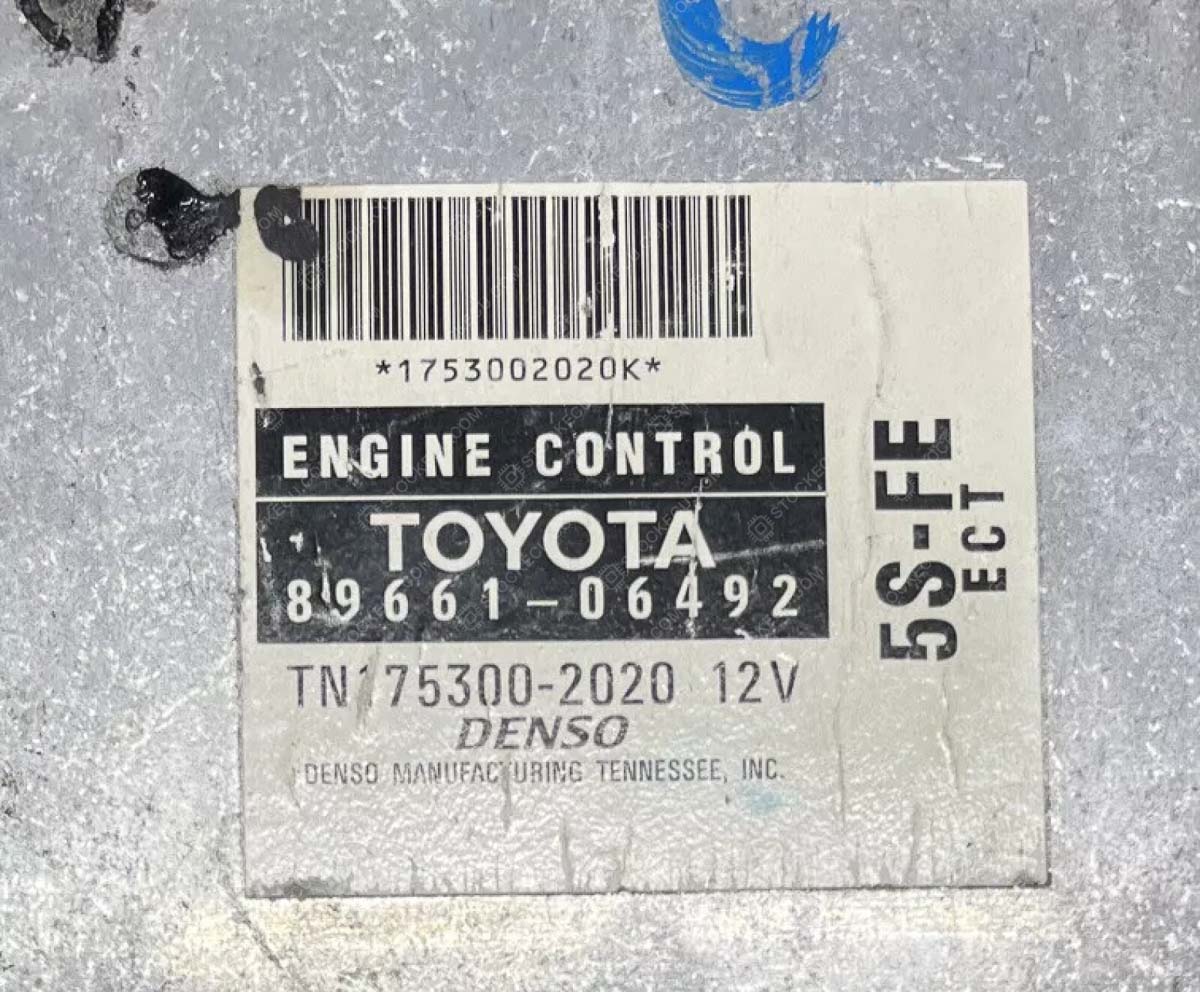 *1753002020K*
ENGINE CONTROL
TOYOTA
89661-06492
TN175300-2020 12V
DENSO
DENSO MANUFACTURING TENNESSEE, INC.
5S-FE
ECT